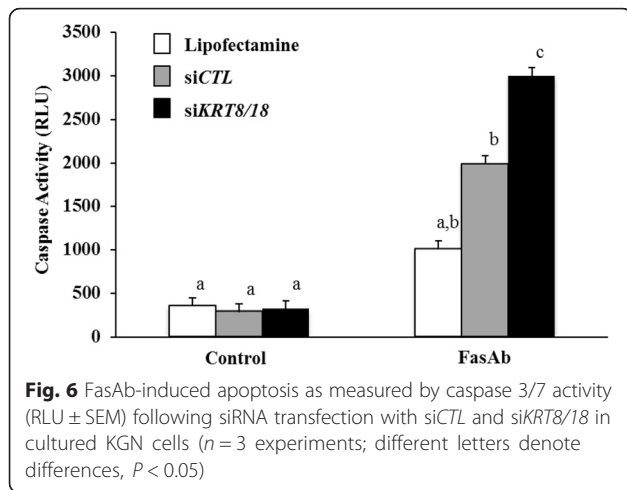 3500
3000
2500
2000
1500
1000
500
0
Caspase Activity (RLU)
Lipofectamine
siCTL
siKRT8/18
a
a
a
a,b
b
c
Control
FasAb
Fig. 6 FasAb-induced apoptosis as measured by caspase 3/7 activity
(RLU ± SEM) following siRNA transfection with siCTL and siKRT8/18 in
cultured KGN cells (n = 3 experiments; different letters denote
differences, P < 0.05)